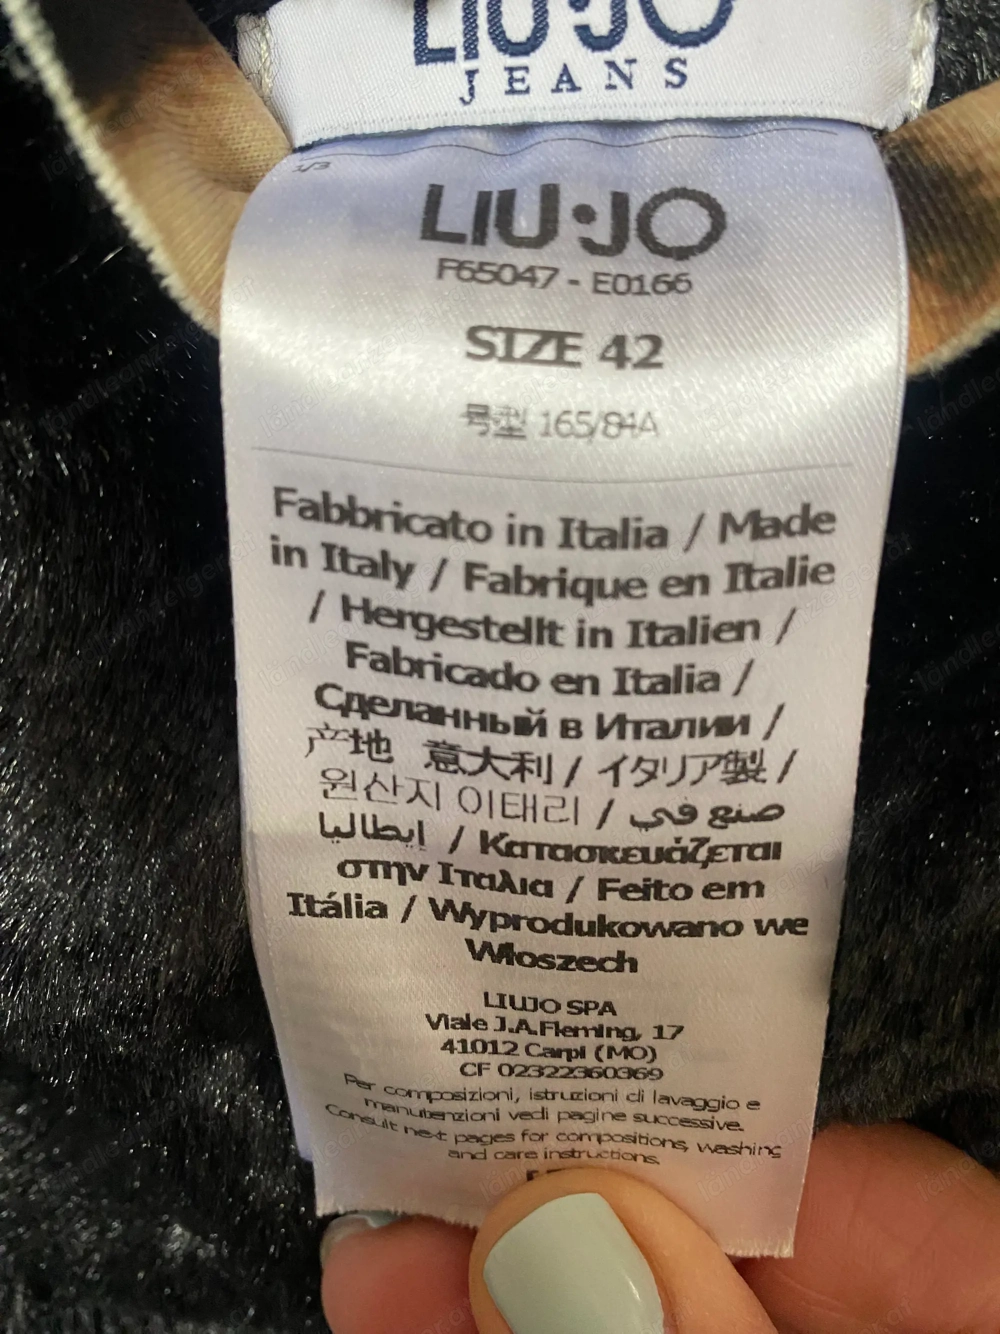 LIU·JO
JEANS
1/3
LIU·JO
F65047 - E0166
SIZE 42
号型 165/84A
Fabbricato in Italia / Made
in Italy / Fabrique en Italie
/ Hergestellt in Italien /
Fabricado en Italia /
Сделанный в Италии /
产地 意大利 / イタリア製 /
원산지 이태리 / صنع في
إيطاليا / Κατασκευάζεται
στην Ιταλια / Feito em
Itália / Wyprodukowano we
Włoszech
LIUJO SPA
Viale J.A.Fleming, 17
41012 Carpi (MO)
CF 02322360369
Per composizioni, istruzioni di lavaggio e
manutenzioni vedi pagine successive.
Consult next pages for compositions, washing
and care instructions.